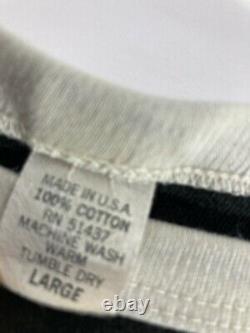 MADE IN U.S.A.
100% COTTON
RN 51437
MACHINE WASH
WARM
TUMBLE DRY
LARGE